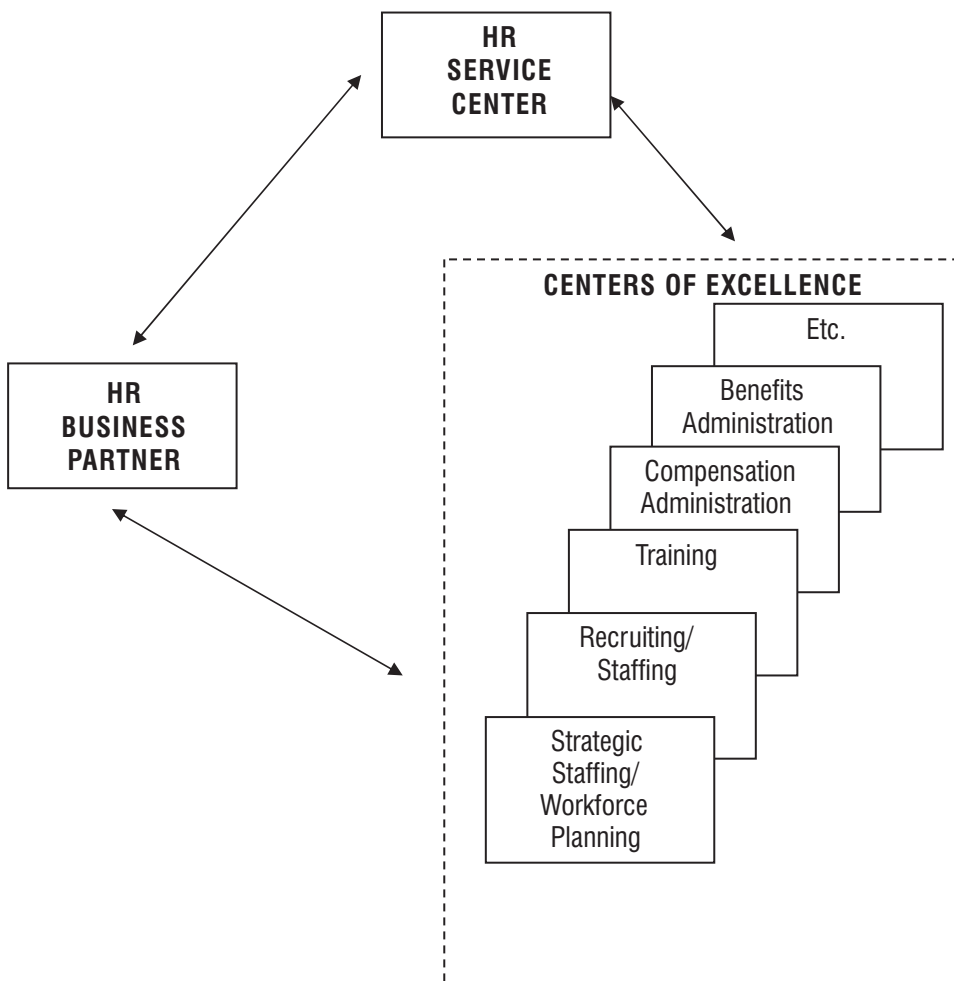 HR
SERVICE
CENTER
CENTERS OF EXCELLENCE
Etc.
Benefits
Administration
HR
BUSINESS
PARTNER
Compensation
Administration
Training
Recruiting/
Staffing
Strategic
Staffing/
Workforce
Planning